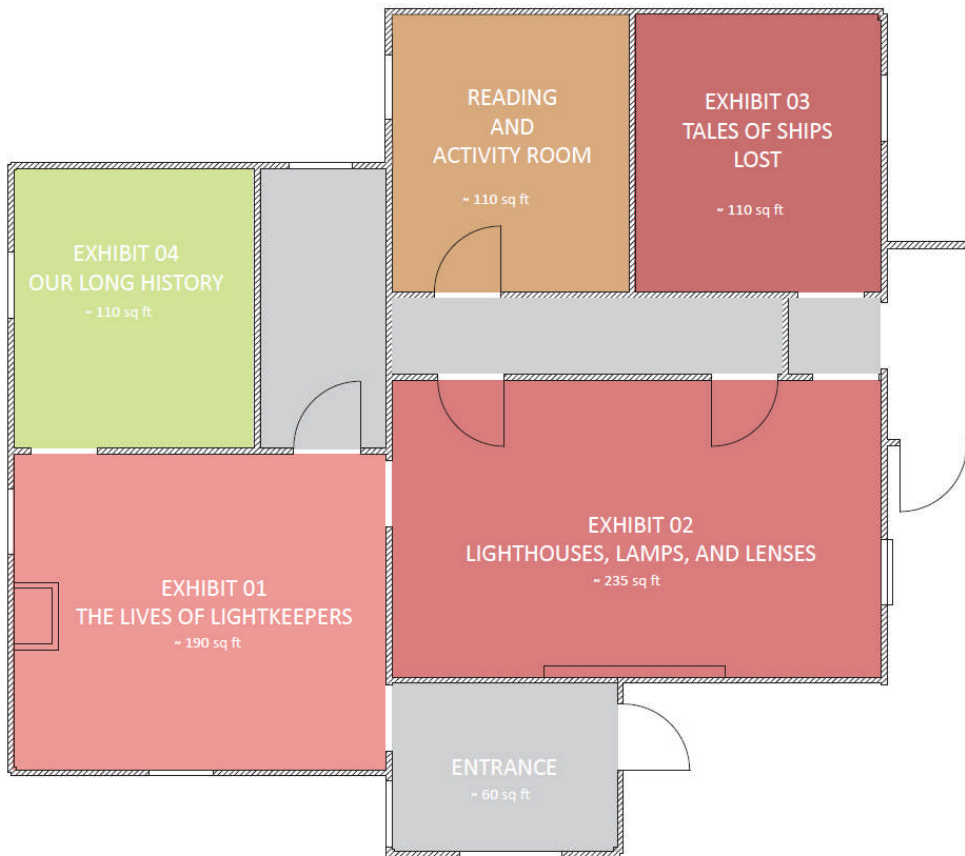 READING
AND
ACTIVITY ROOM
~ 110 sq ft
EXHIBIT 03
TALES OF SHIPS
LOST
~ 110 sq ft
EXHIBIT 04
OUR LONG HISTORY
~ 110 sq ft
EXHIBIT 02
LIGHTHOUSES, LAMPS, AND LENSES
~ 235 sq ft
EXHIBIT 01
THE LIVES OF LIGHTKEEPERS
~ 190 sq ft
ENTRANCE
~ 60 sq ft